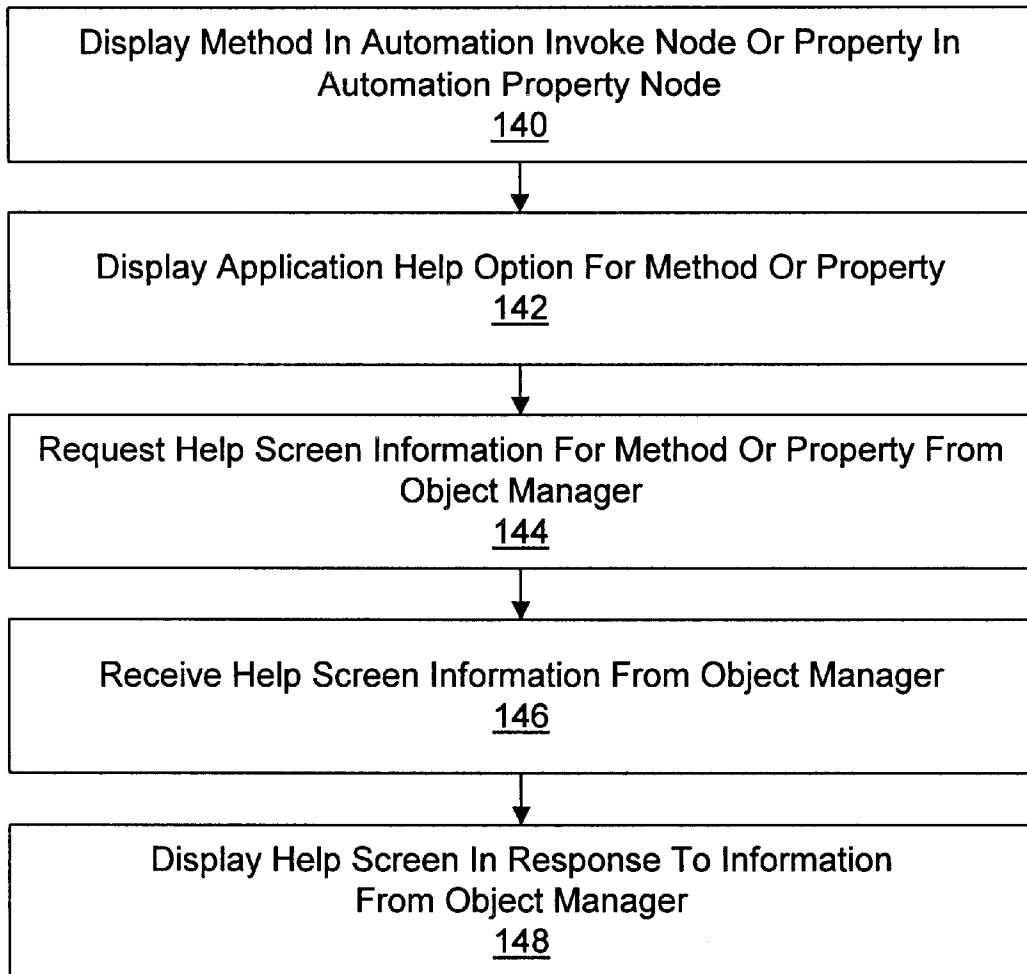 Display Method In Automation Invoke Node Or Property In
Automation Property Node
140
Display Application Help Option For Method Or Property
142
Request Help Screen Information For Method Or Property From
Object Manager
144
Receive Help Screen Information From Object Manager
146
Display Help Screen In Response To Information
From Object Manager
148